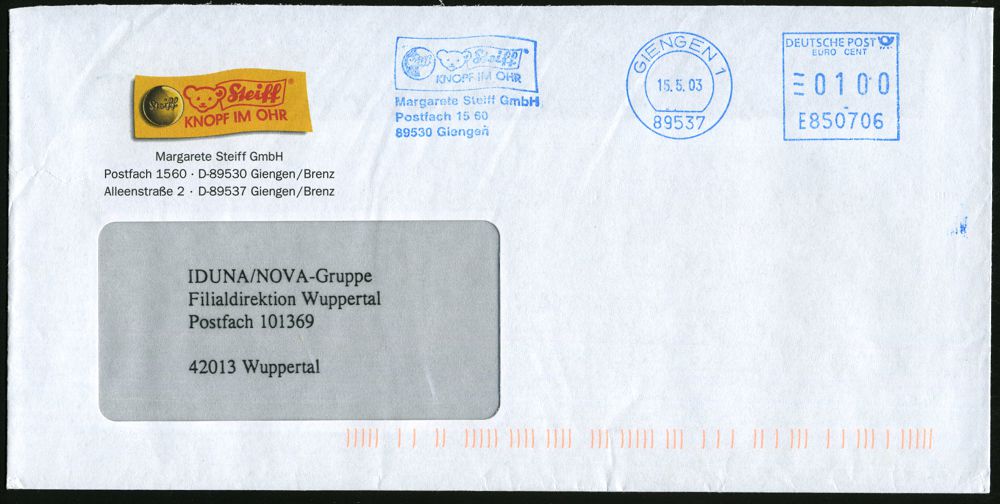 Steiff
Steiff
KNOPF IM OHR
Margarete Steiff GmbH
Postfach 1560 · D-89530 Giengen/Brenz
Alleenstraße 2 · D-89537 Giengen/Brenz
Steiff
KNOPF IM OHR
Margarete Steiff GmbH
Postfach 15 60
89530 Giengen
GIENGEN 1
15.5.03
89537
DEUTSCHE POST
EURO CENT
0100
E850706
IDUNA/NOVA-Gruppe
Filialdirektion Wuppertal
Postfach 101369
42013 Wuppertal